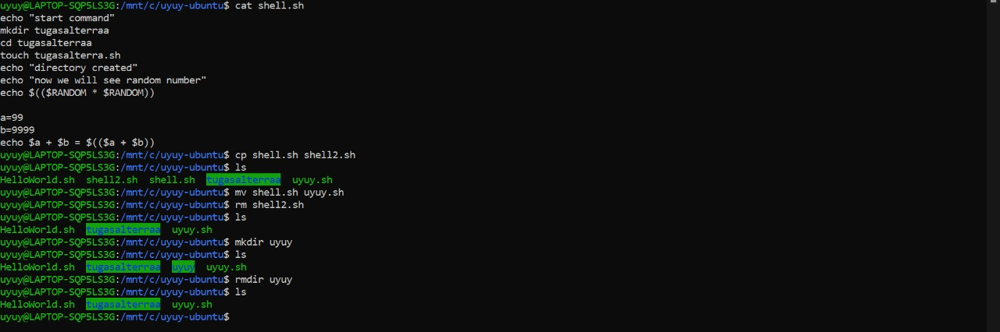 uyuy@LAPTOP-SQP5LS3G:/mnt/c/uyuy-ubuntu$ cat shell.sh
echo "start command"
mkdir tugasalterraa
cd tugasalterraa
touch tugasalterra.sh
echo "directory created"
echo "now we will see random number"
echo $(($RANDOM * $RANDOM))

a=99
b=9999
echo $a + $b = $(($a + $b))
uyuy@LAPTOP-SQP5LS3G:/mnt/c/uyuy-ubuntu$ cp shell.sh shell2.sh
uyuy@LAPTOP-SQP5LS3G:/mnt/c/uyuy-ubuntu$ ls
HelloWorld.sh  shell2.sh  shell.sh  tugasalterraa  uyuy.sh
uyuy@LAPTOP-SQP5LS3G:/mnt/c/uyuy-ubuntu$ mv shell.sh uyuy.sh
uyuy@LAPTOP-SQP5LS3G:/mnt/c/uyuy-ubuntu$ rm shell2.sh
uyuy@LAPTOP-SQP5LS3G:/mnt/c/uyuy-ubuntu$ ls
HelloWorld.sh  tugasalterraa  uyuy.sh
uyuy@LAPTOP-SQP5LS3G:/mnt/c/uyuy-ubuntu$ mkdir uyuy
uyuy@LAPTOP-SQP5LS3G:/mnt/c/uyuy-ubuntu$ ls
HelloWorld.sh  tugasalterraa  uyuy  uyuy.sh
uyuy@LAPTOP-SQP5LS3G:/mnt/c/uyuy-ubuntu$ rmdir uyuy
uyuy@LAPTOP-SQP5LS3G:/mnt/c/uyuy-ubuntu$ ls
HelloWorld.sh  tugasalterraa  uyuy.sh
uyuy@LAPTOP-SQP5LS3G:/mnt/c/uyuy-ubuntu$